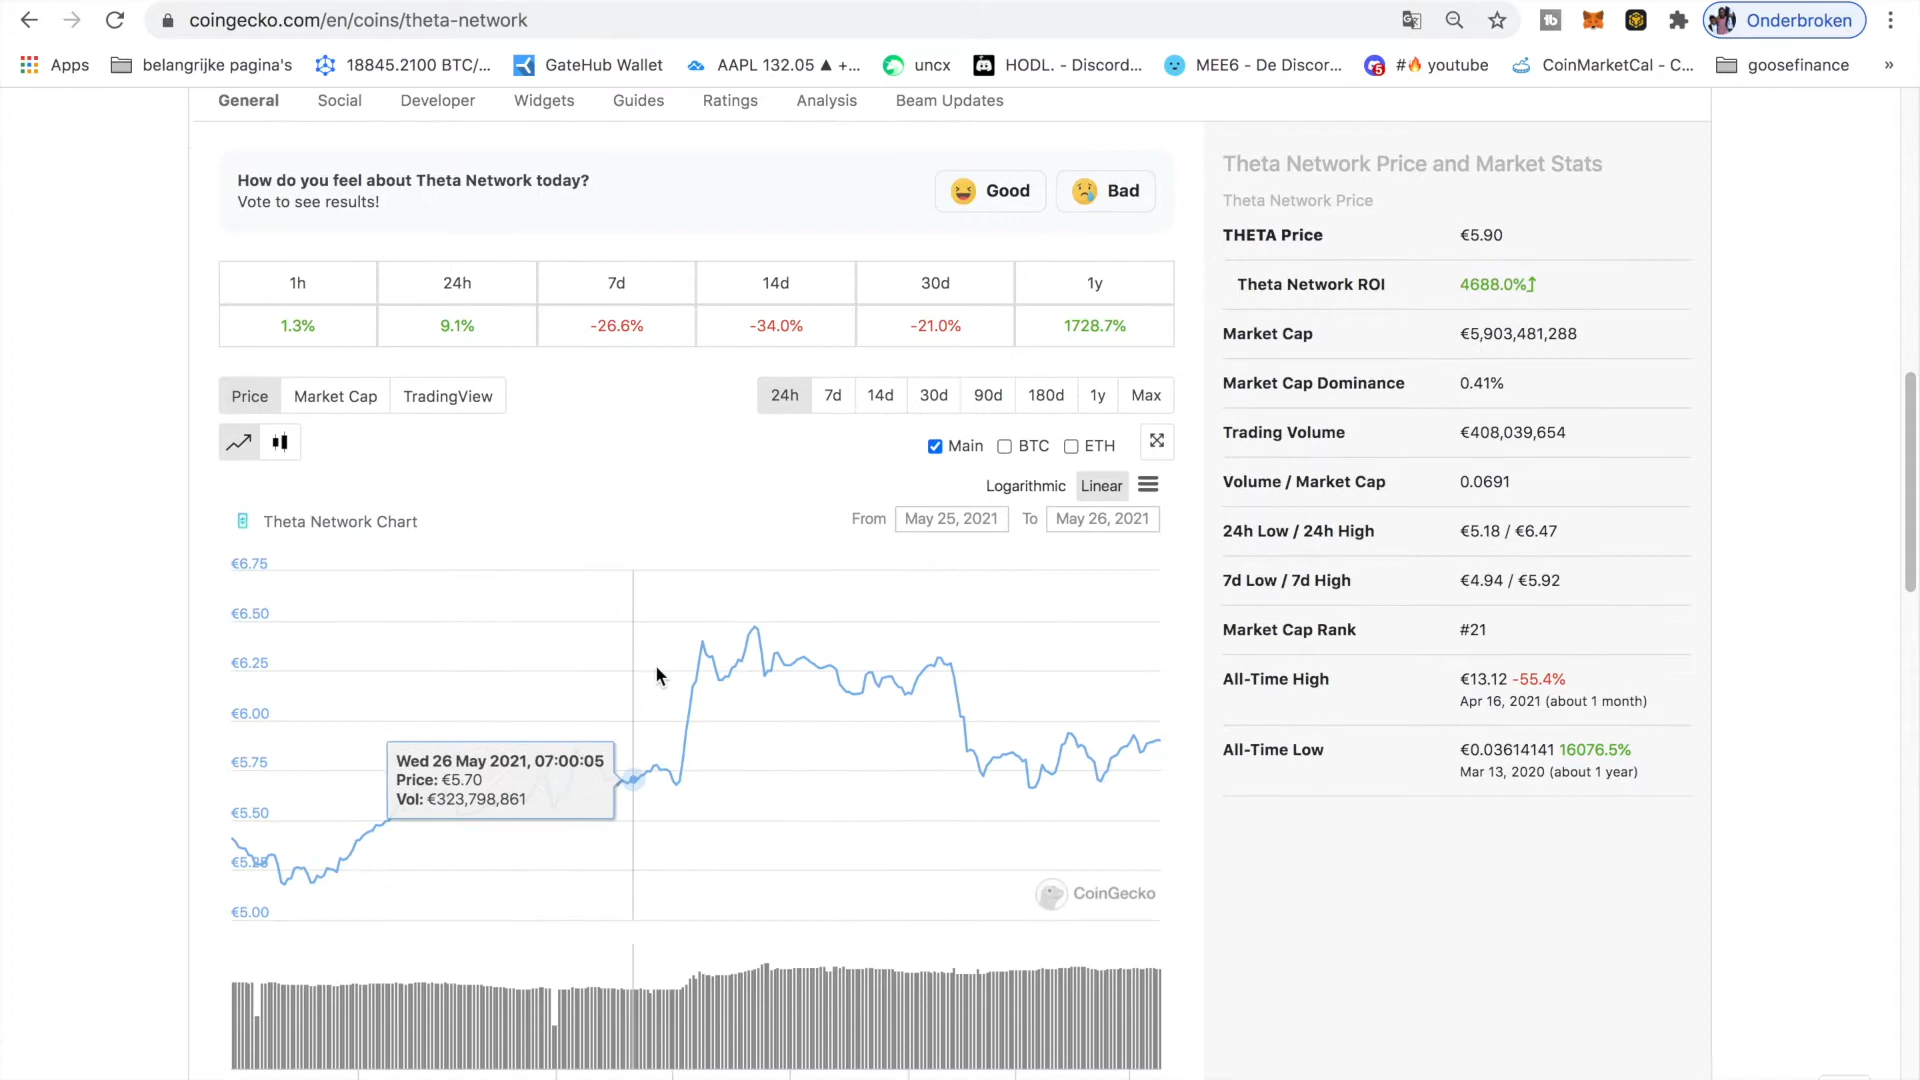 coingecko.com/en/coins/theta-network
Onderbroken
Apps belangrijke pagina's 18845.2100 BTC/... GateHub Wallet AAPL 132.05 ▲ +... uncx HODL. - Discord... MEE6 - De Discor... #🔥 youtube CoinMarketCal - C... goosefinance »
General Social Developer Widgets Guides Ratings Analysis Beam Updates
How do you feel about Theta Network today?
Vote to see results!
Good Bad
1h 24h 7d 14d 30d 1y
1.3% 9.1% -26.6% -34.0% -21.0% 1728.7%
Price Market Cap TradingView
24h 7d 14d 30d 90d 180d 1y Max
Main BTC ETH
Logarithmic Linear
Theta Network Chart
From May 25, 2021 To May 26, 2021
€6.75
€6.50
€6.25
€6.00
€5.75
€5.50
€5.25
€5.00
Wed 26 May 2021, 07:00:05
Price: €5.70
Vol: €323,798,861
CoinGecko
Theta Network Price and Market Stats
Theta Network Price
THETA Price €5.90
Theta Network ROI 4688.0%
Market Cap €5,903,481,288
Market Cap Dominance 0.41%
Trading Volume €408,039,654
Volume / Market Cap 0.0691
24h Low / 24h High €5.18 / €6.47
7d Low / 7d High €4.94 / €5.92
Market Cap Rank #21
All-Time High €13.12 -55.4%
Apr 16, 2021 (about 1 month)
All-Time Low €0.03614141 16076.5%
Mar 13, 2020 (about 1 year)